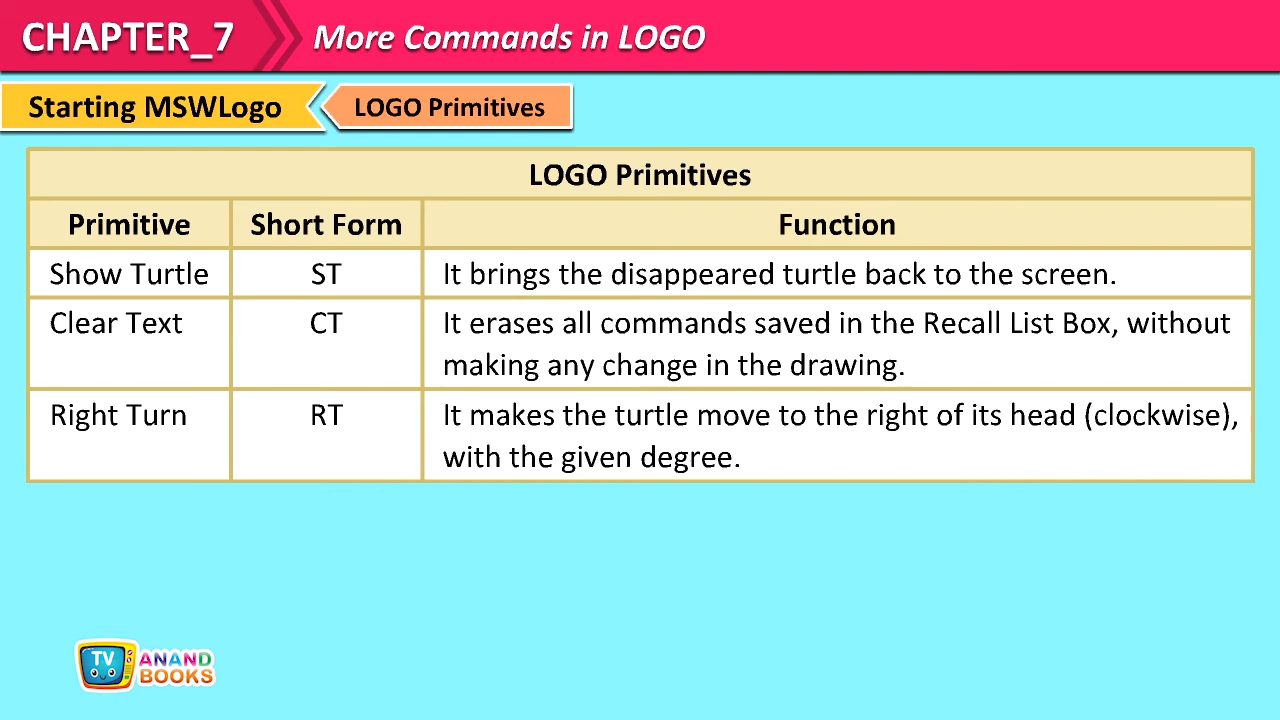 CHAPTER_7 More Commands in LOGO
Starting MSWLogo LOGO Primitives
LOGO Primitives
Primitive Short Form Function
Show Turtle ST It brings the disappeared turtle back to the screen.
Clear Text CT It erases all commands saved in the Recall List Box, without
making any change in the drawing.
Right Turn RT It makes the turtle move to the right of its head (clockwise),
with the given degree.
TV ANAND
BOOKS